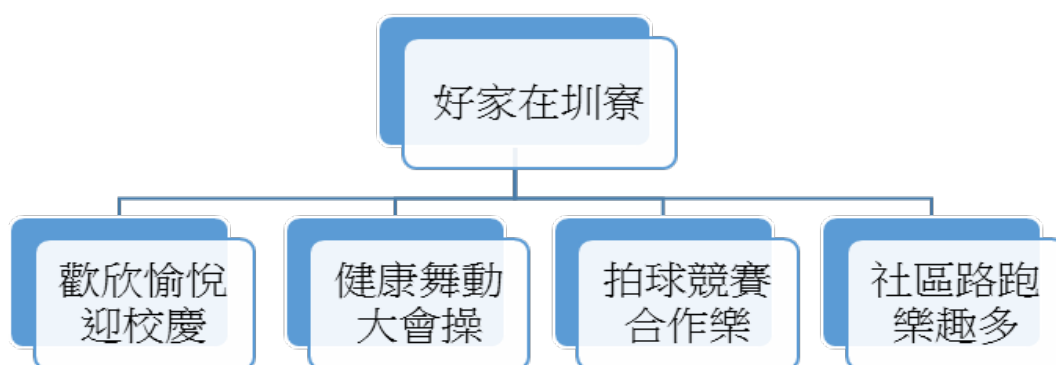 好家在圳寮
歡欣愉悅
迎校慶
健康舞動
大會操
拍球競賽
合作樂
社區路跑
樂趣多